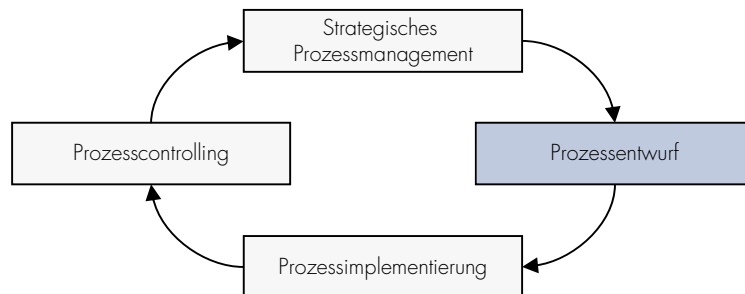 Strategisches
Prozessmanagement
Prozesscontrolling
Prozessentwurf
Prozessimplementierung